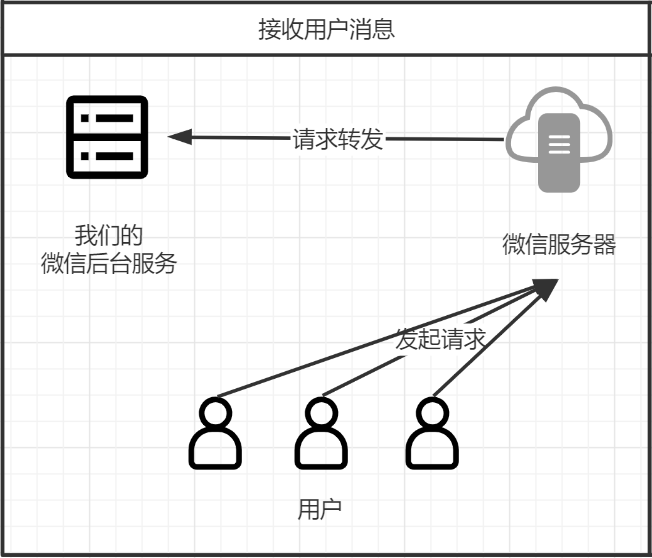 接收用户消息
请求转发
我们的
微信后台服务
微信服务器
发起请求
用户